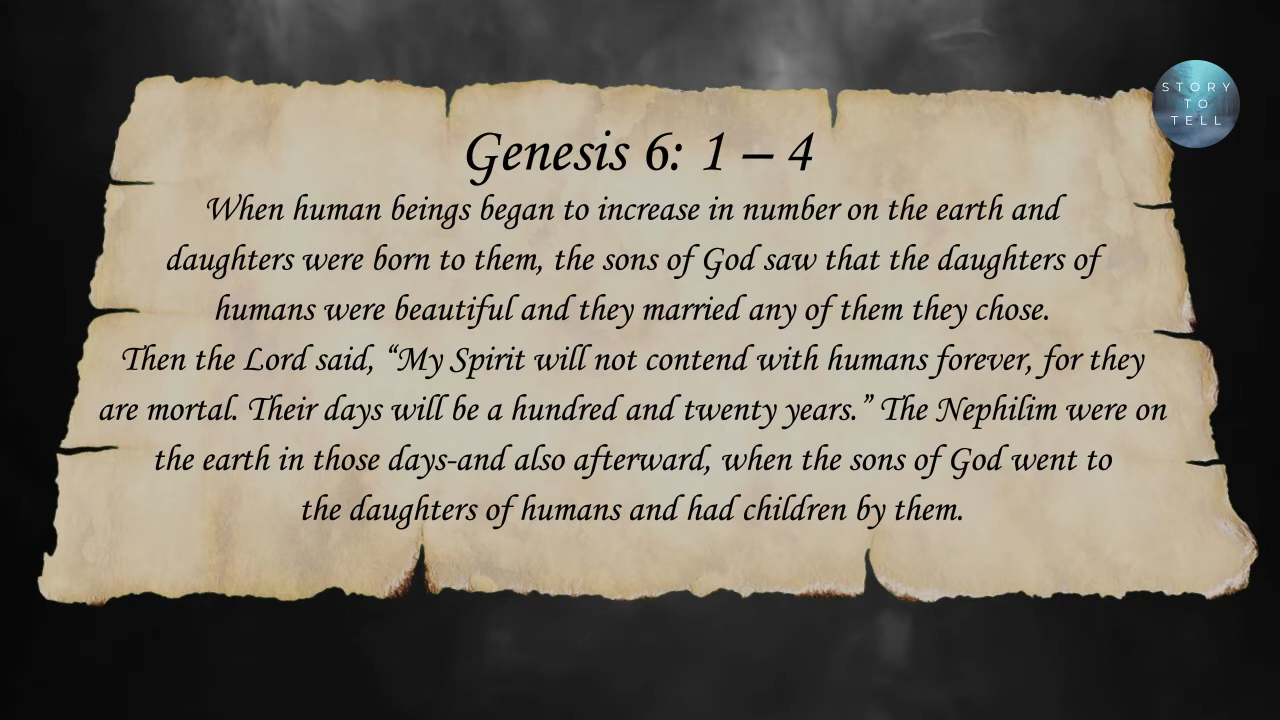 STORY
TO
TELL
Genesis 6: 1 – 4
When human beings began to increase in number on the earth and
daughters were born to them, the sons of God saw that the daughters of
humans were beautiful and they married any of them they chose.
Then the Lord said, “My Spirit will not contend with humans forever, for they
are mortal. Their days will be a hundred and twenty years.” The Nephilim were on
the earth in those days-and also afterward, when the sons of God went to
the daughters of humans and had children by them.